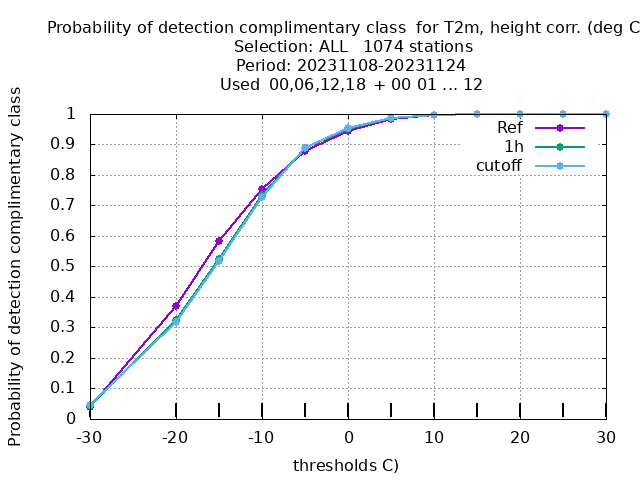 Probability of detection complimentary class  for T2m, height corr. (deg C
Selection: ALL   1074 stations
Period: 20231108-20231124
Used  00,06,12,18  + 00 01 ... 12
Probability of detection complimentary class
1
0.9
0.8
0.7
0.6
0.5
0.4
0.3
0.2
0.1
0
Ref
1h
cutoff
-30 -20 -10 0 10 20 30
thresholds C)